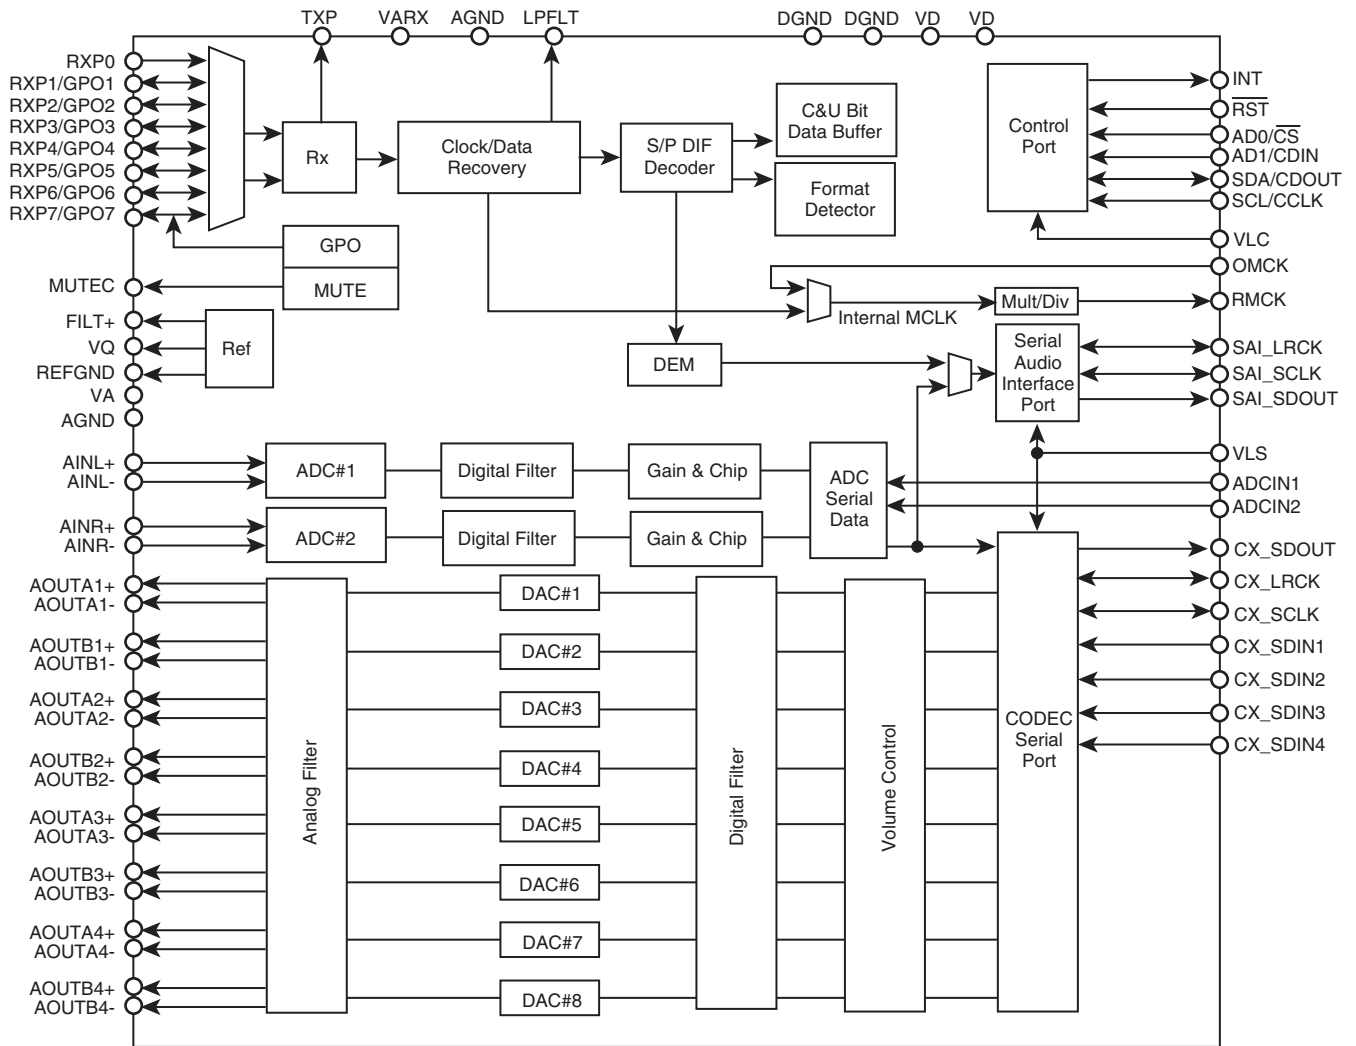 TXP
VARX
AGND
LPFLT
DGND
DGND
VD
VD
RXP0
RXP1/GPO1
RXP2/GPO2
RXP3/GPO3
RXP4/GPO4
RXP5/GPO5
RXP6/GPO6
RXP7/GPO7
MUTEC
FILT+
VQ
REFGND
VA
AGND
AINL+
AINL-
AINR+
AINR-
AOUTA1+
AOUTA1-
AOUTB1+
AOUTB1-
AOUTA2+
AOUTA2-
AOUTB2+
AOUTB2-
AOUTA3+
AOUTA3-
AOUTB3+
AOUTB3-
AOUTA4+
AOUTA4-
AOUTB4+
AOUTB4-
Rx
Clock/Data
Recovery
S/P DIF
Decoder
C&U Bit
Data Buffer
Format
Detector
Control
Port
GPO
MUTE
Ref
Internal MCLK
Mult/Div
DEM
Serial
Audio
Interface
Port
ADC#1
Digital Filter
Gain & Chip
ADC
Serial
Data
ADC#2
Digital Filter
Gain & Chip
Analog Filter
DAC#1
DAC#2
DAC#3
DAC#4
DAC#5
DAC#6
DAC#7
DAC#8
Digital Filter
Volume Control
CODEC
Serial
Port
INT
RST
AD0/CS
AD1/CDIN
SDA/CDOUT
SCL/CCLK
VLC
OMCK
RMCK
SAI_LRCK
SAI_SCLK
SAI_SDOUT
VLS
ADCIN1
ADCIN2
CX_SDOUT
CX_LRCK
CX_SCLK
CX_SDIN1
CX_SDIN2
CX_SDIN3
CX_SDIN4